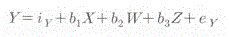 Y = i_Y + b_1X + b_2W + b_3Z + e_Y